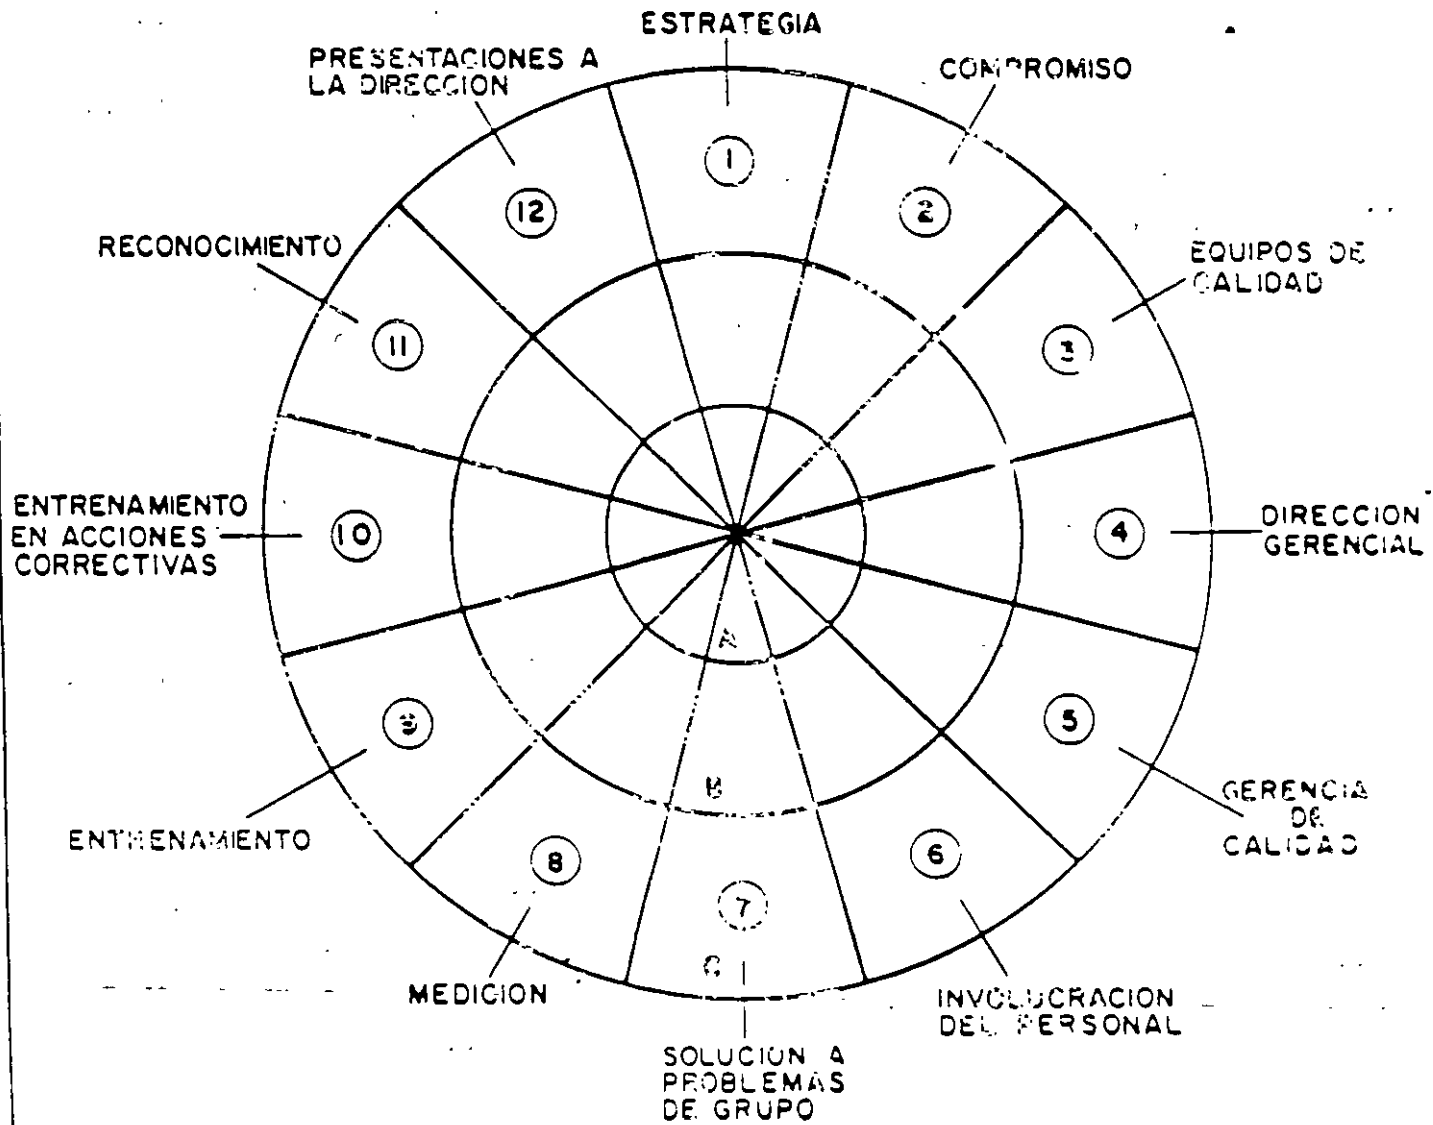 ESTRATEGIA
PRESENTACIONES A
LA DIRECCION
COMPROMISO
1
12
2
RECONOCIMIENTO
EQUIPOS DE
CALIDAD
11
3
ENTRENAMIENTO
EN ACCIONES
CORRECTIVAS
10
4
DIRECCION
GERENCIAL
A
9
5
B
GERENCIA
DE
CALIDAD
ENTRENAMIENTO
8
6
7
C
MEDICION
INVOLUCRACION
DEL PERSONAL
SOLUCION A
PROBLEMAS
DE GRUPO